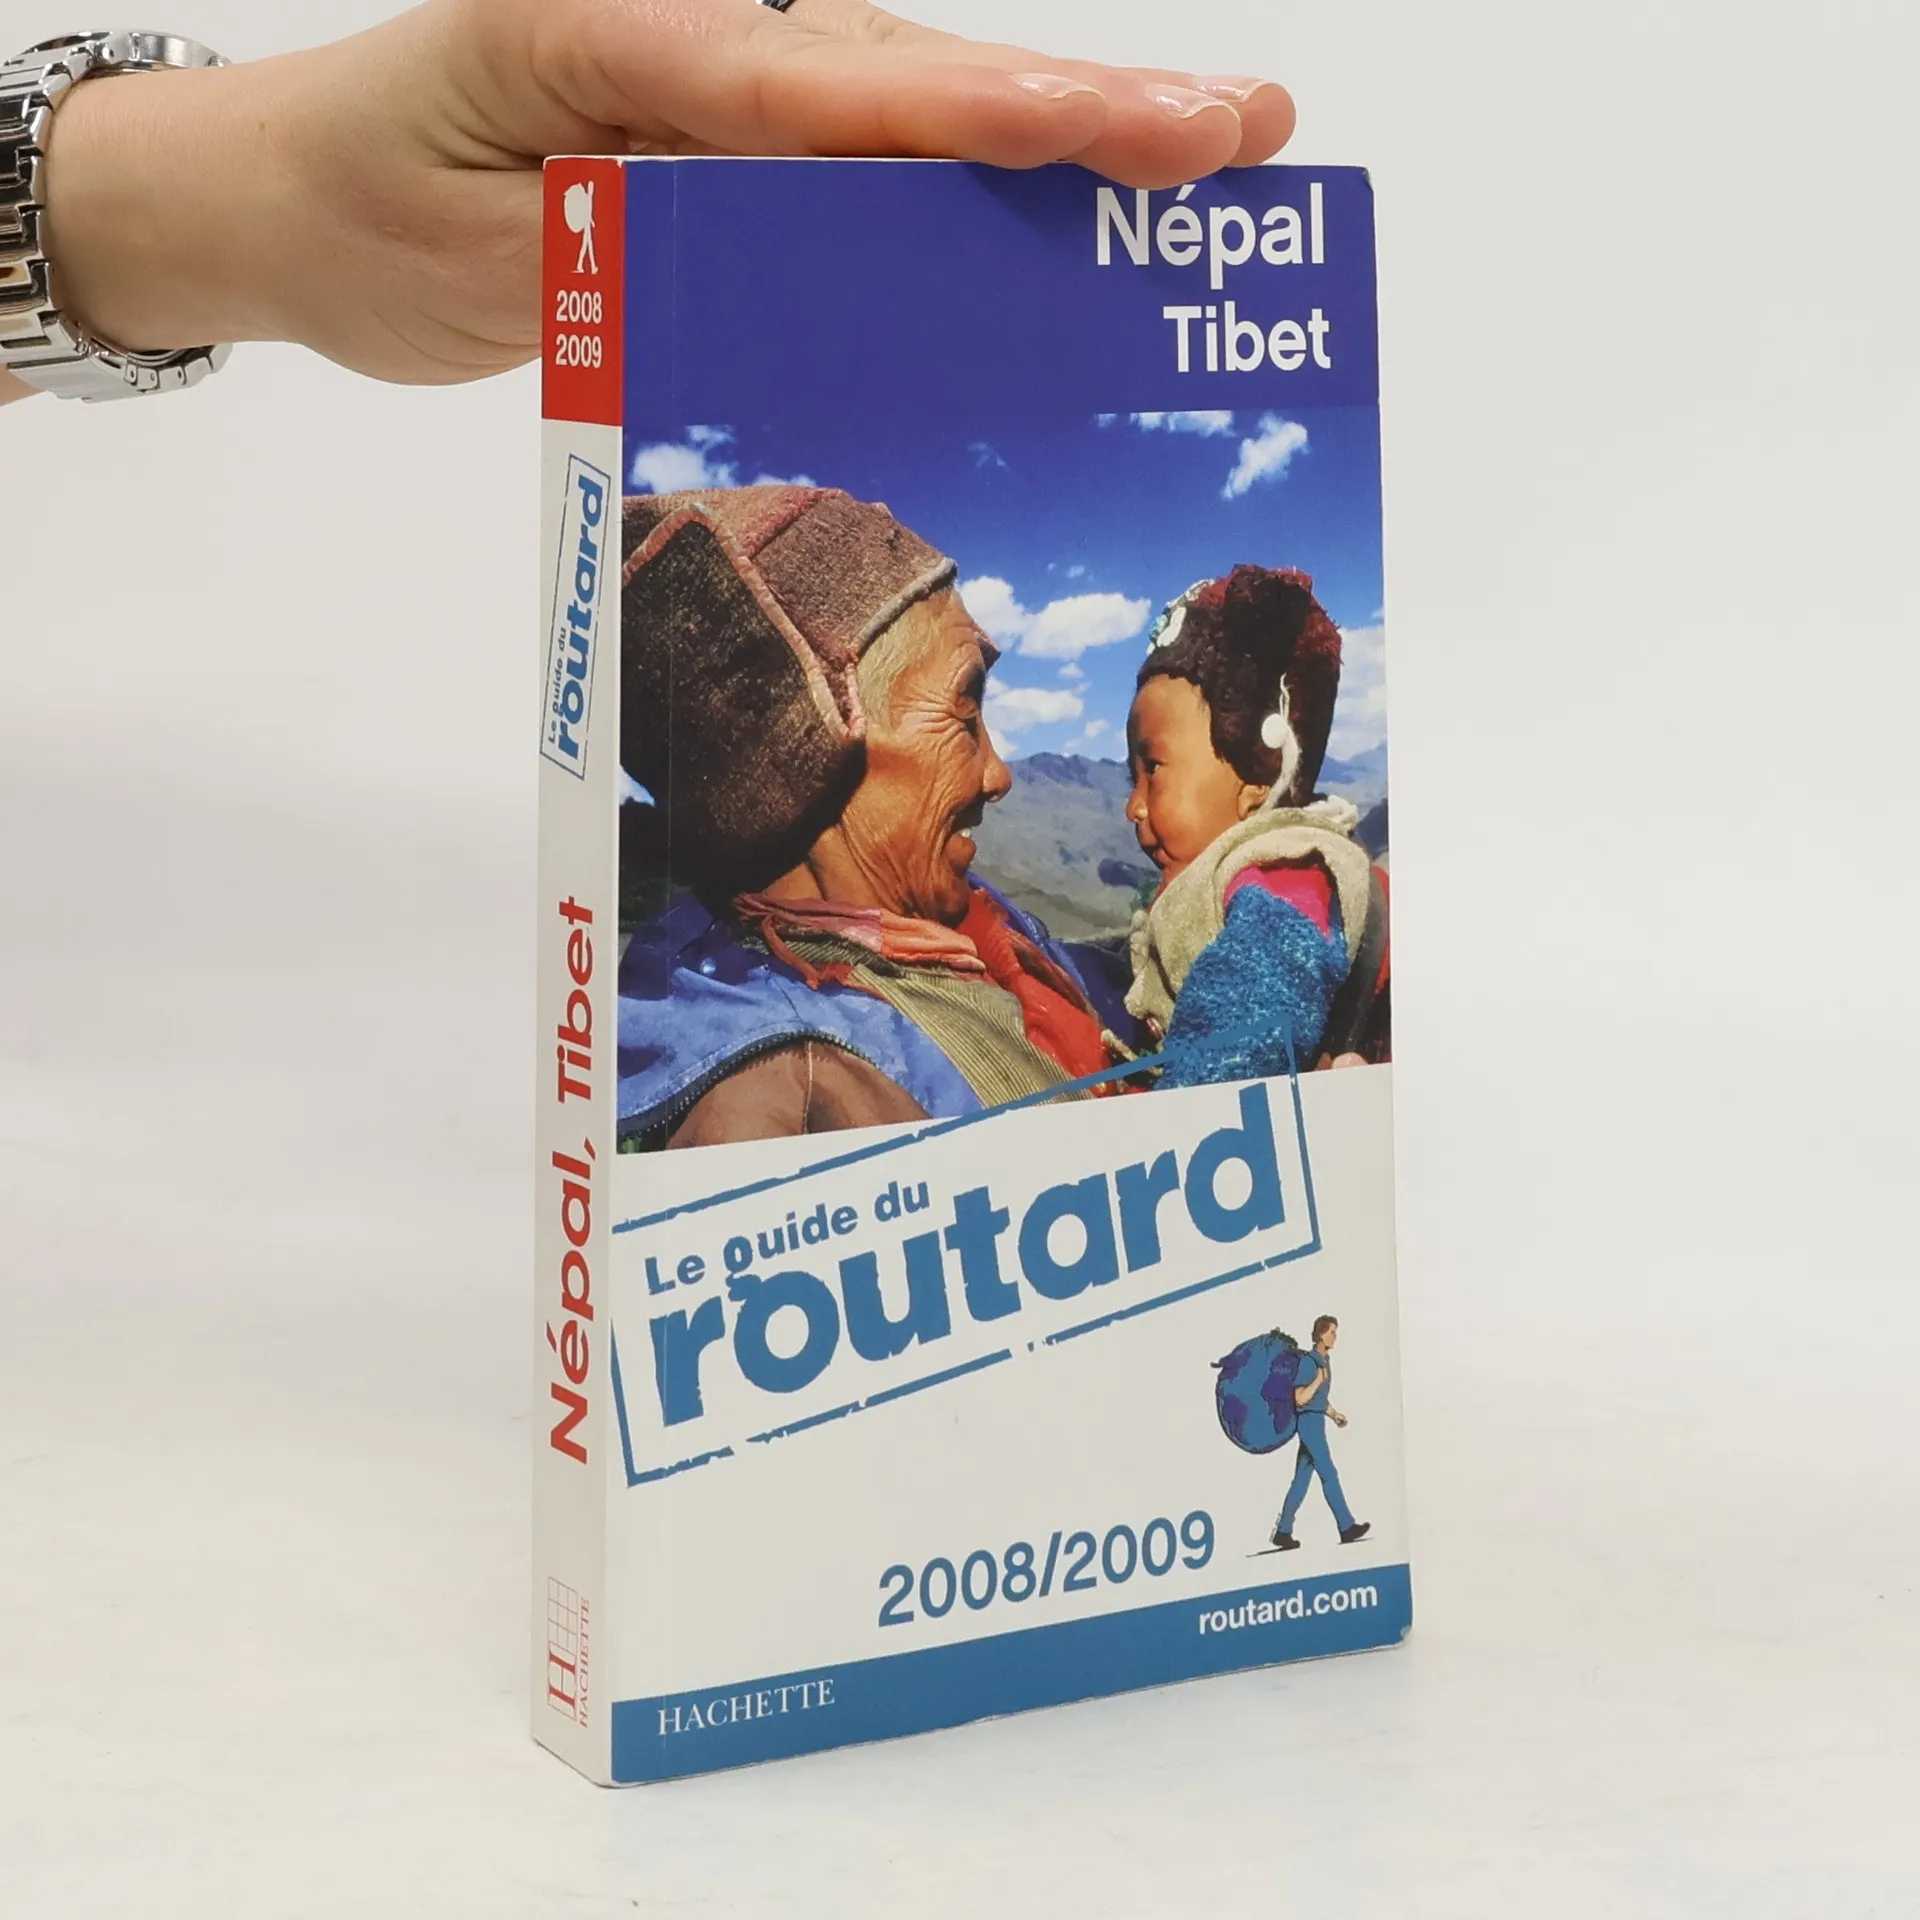 2008
2009
Le guide du
routard
Népal, Tibet
HACHETTE
Népal
Tibet
Le guide du
routard
2008/2009
routard.com
HACHETTE